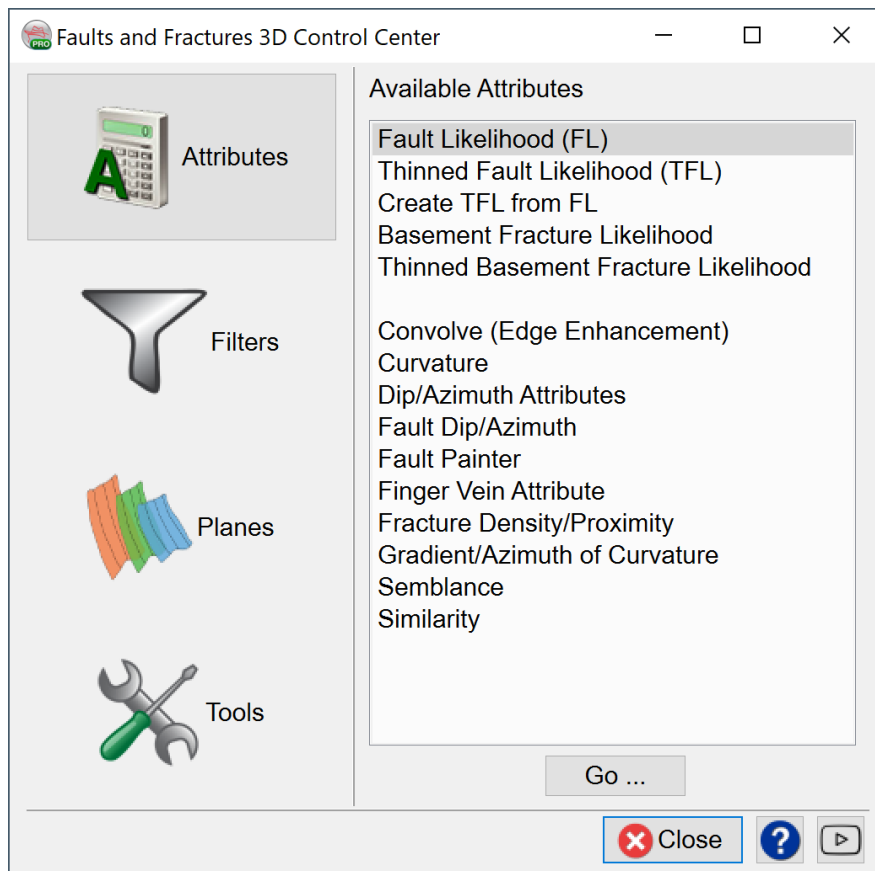 PRO
Faults and Fractures 3D Control Center
Attributes
Filters
Planes
Tools
Available Attributes
Fault Likelihood (FL)
Thinned Fault Likelihood (TFL)
Create TFL from FL
Basement Fracture Likelihood
Thinned Basement Fracture Likelihood
Convolve (Edge Enhancement)
Curvature
Dip/Azimuth Attributes
Fault Dip/Azimuth
Fault Painter
Finger Vein Attribute
Fracture Density/Proximity
Gradient/Azimuth of Curvature
Semblance
Similarity
Go ...
Close
?